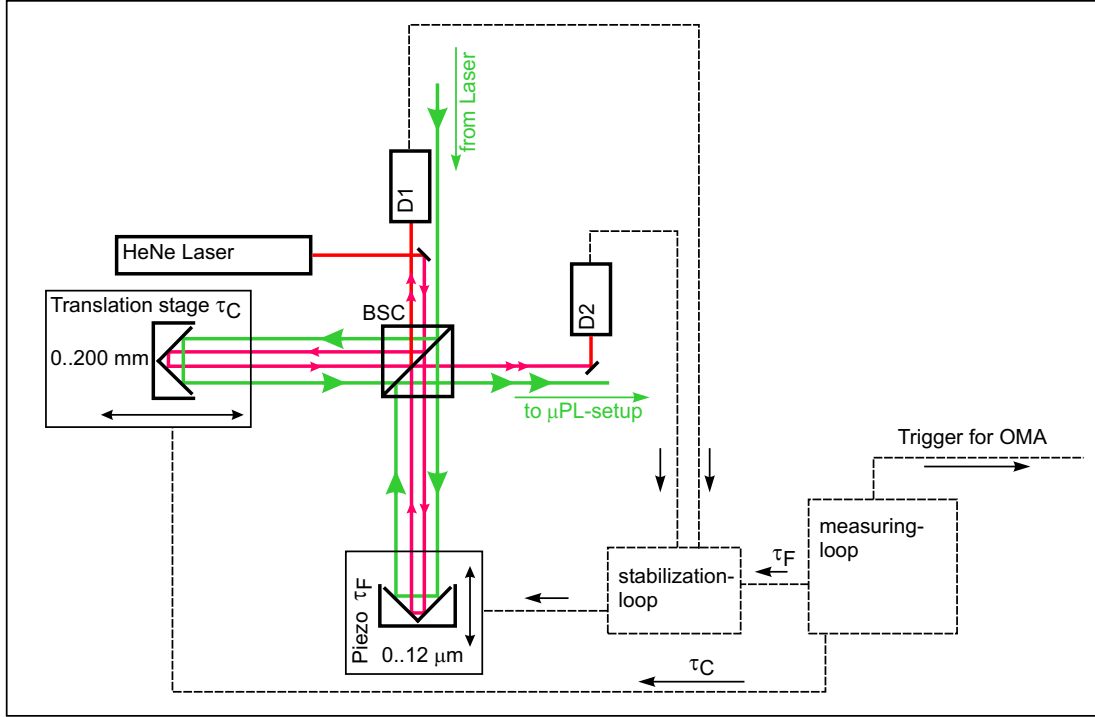 from Laser
D1
HeNe Laser
D2
Translation stage τC
BSC
0..200 mm
to μPL-setup
Trigger for OMA
measuring-
loop
τF
stabilization-
loop
Piezo τF
0..12 μm
τC